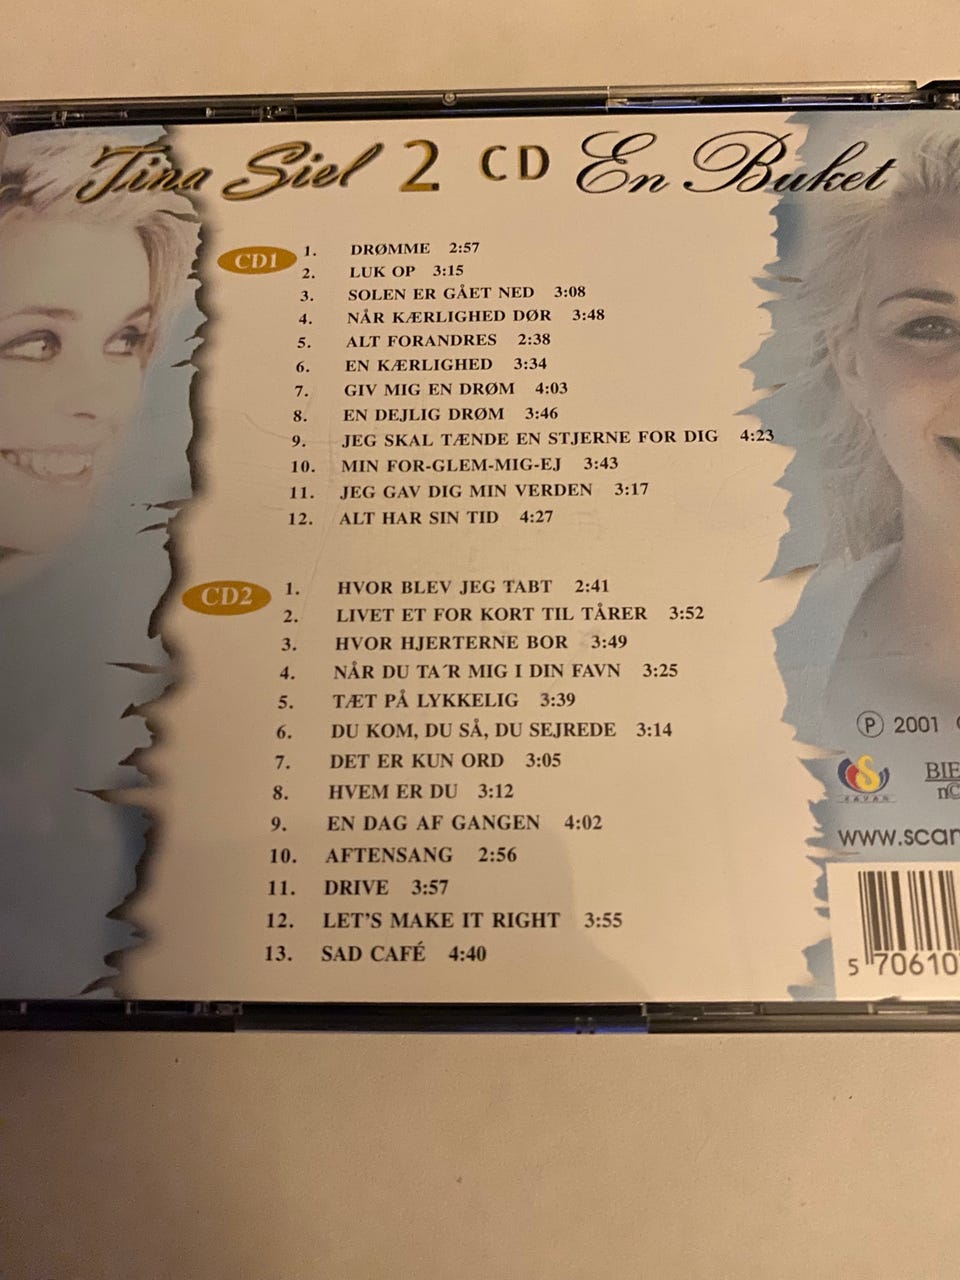 Tina Siel 2 CD En Buket
CD1
1. DRØMME 2:57
2. LUK OP 3:15
3. SOLEN ER GÅET NED 3:08
4. NÅR KÆRLIGHED DØR 3:48
5. ALT FORANDRES 2:38
6. EN KÆRLIGHED 3:34
7. GIV MIG EN DRØM 4:03
8. EN DEJLIG DRØM 3:46
9. JEG SKAL TÆNDE EN STJERNE FOR DIG 4:23
10. MIN FOR-GLEM-MIG-EJ 3:43
11. JEG GAV DIG MIN VERDEN 3:17
12. ALT HAR SIN TID 4:27
CD2
1. HVOR BLEV JEG TABT 2:41
2. LIVET ET FOR KORT TIL TÅRER 3:52
3. HVOR HJERTERNE BOR 3:49
4. NÅR DU TA´R MIG I DIN FAVN 3:25
5. TÆT PÅ LYKKELIG 3:39
6. DU KOM, DU SÅ, DU SEJREDE 3:14
7. DET ER KUN ORD 3:05
8. HVEM ER DU 3:12
9. EN DAG AF GANGEN 4:02
10. AFTENSANG 2:56
11. DRIVE 3:57
12. LET'S MAKE IT RIGHT 3:55
13. SAD CAFÉ 4:40
℗ 2001
BIE
nC
www.scan
5 70610